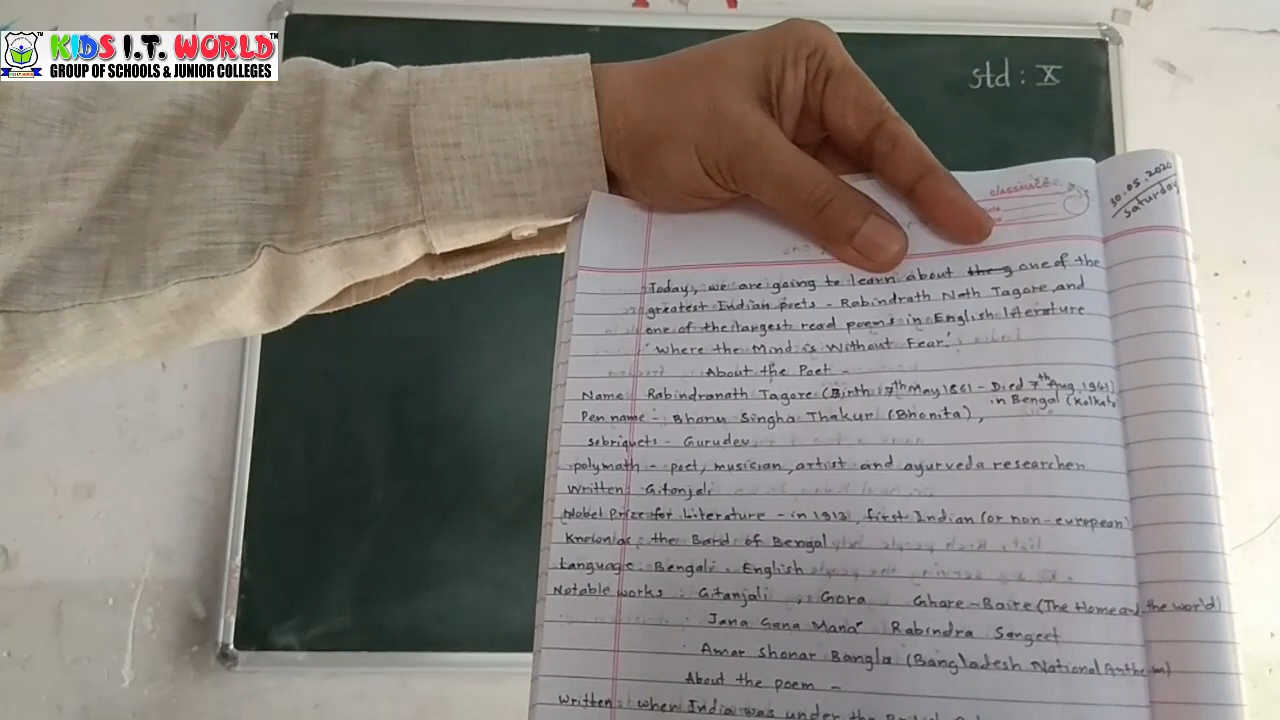 KIDS I.T. WORLD
GROUP OF SCHOOLS & JUNIOR COLLEGES
std : X
classmate
30.05.2020
Saturday
Today, we are going to learn about the g one of the
greatest Indian poets - Rabindrath Nath Tagore, and
one of the largest read poems in English literature
'Where the Mind is Without Fear'.
About the Poet -
Name : Rabindranath Tagore (Birth : 7th May 1861 - Died 7th Aug 1941)
in Bengal (Kolkata
Pen name - Bhanu Singha Thakur (Bhonita),
sobriquets - Gurudev
polymath - poet, musician, artist and ayurveda researcher
Written : Gitanjali
Nobel Prize for Literature - in 1913, first Indian (or non-european)
Known as the Bard of Bengal
Language : Bengali, English
Notable works : Gitanjali, Gora Ghare-Baire (The Home and the world)
Jana Gana Mana Rabindra Sangeet
Amar Shonar Bangla (Bangladesh National Anthem)
About the poem -
Written : when India was under the